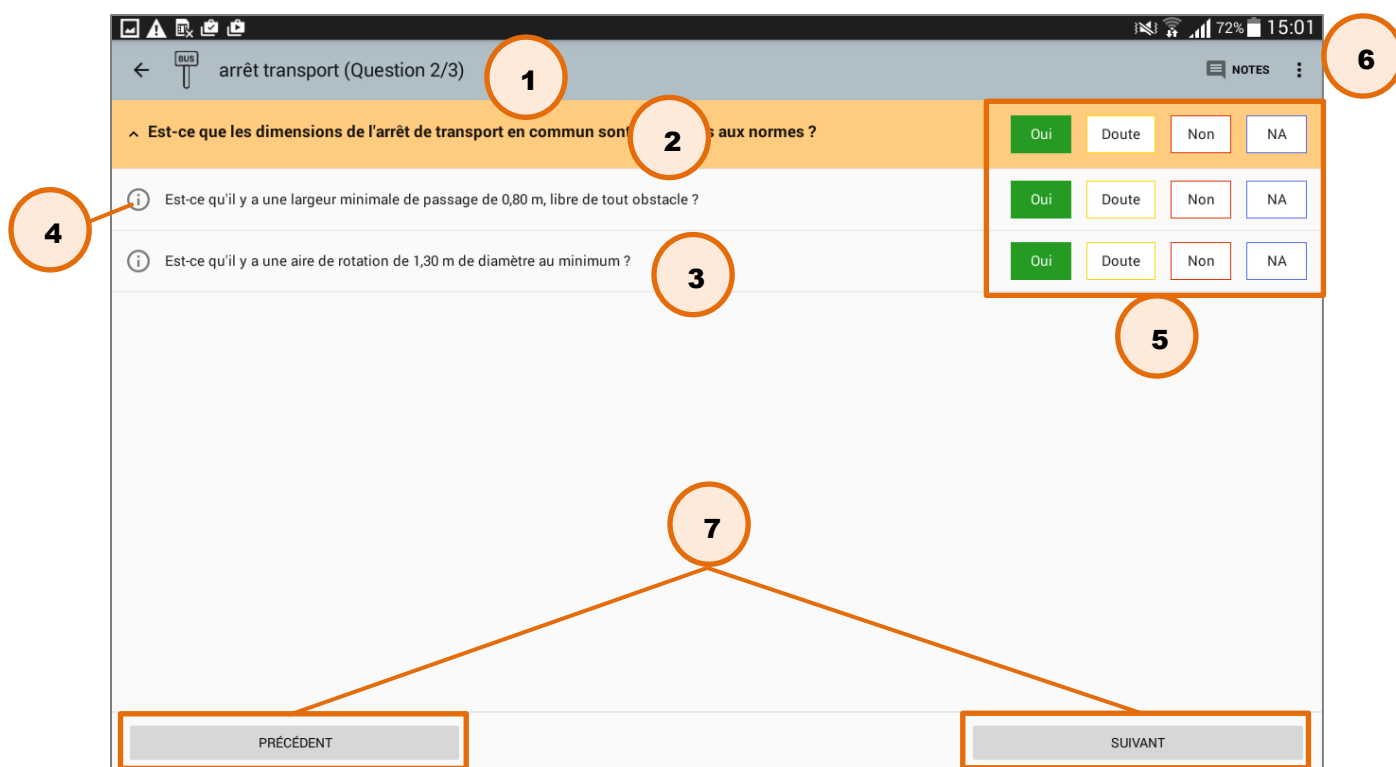 72% 15:01
6
BUS arrêt transport (Question 2/3) 1 NOTES
Est-ce que les dimensions de l'arrêt de transport en commun sont 2 s aux normes ? Oui Doute Non NA
4 Est-ce qu'il y a une largeur minimale de passage de 0,80 m, libre de tout obstacle ? Oui Doute Non NA
Est-ce qu'il y a une aire de rotation de 1,30 m de diamètre au minimum ? 3 Oui Doute Non NA
5
7
PRÉCÉDENT SUIVANT